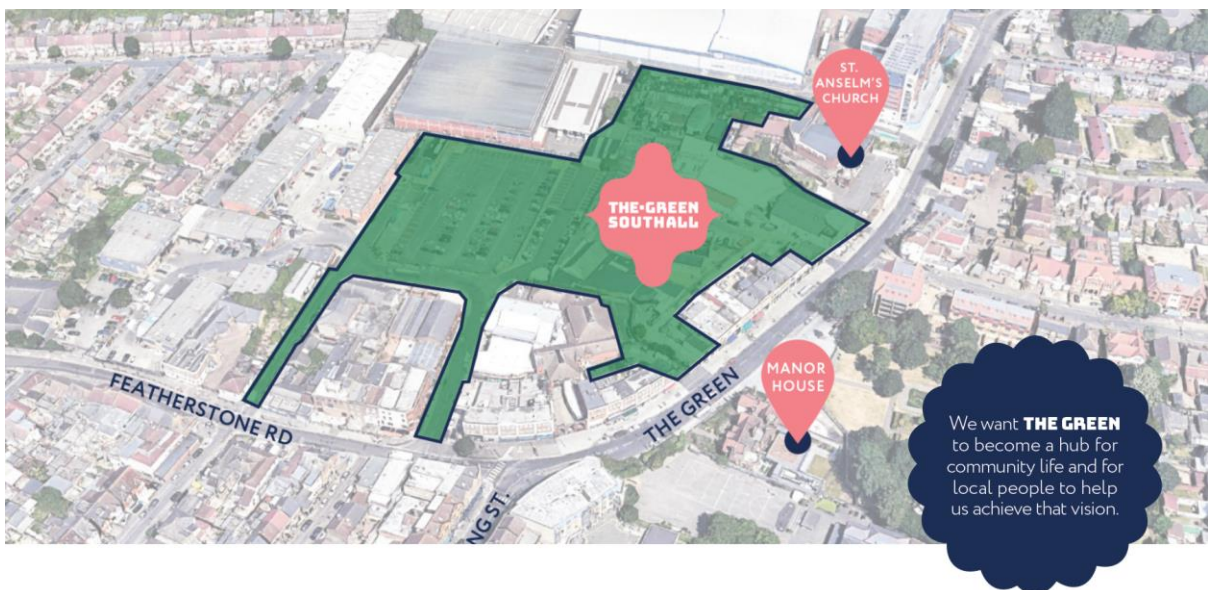 ST.
ANSELM'S
CHURCH
THE•GREEN
SOUTHALL
FEATHERSTONE RD
THE GREEN
MANOR
HOUSE
NG ST.
We want THE GREEN
to become a hub for
community life and for
local people to help
us achieve that vision.